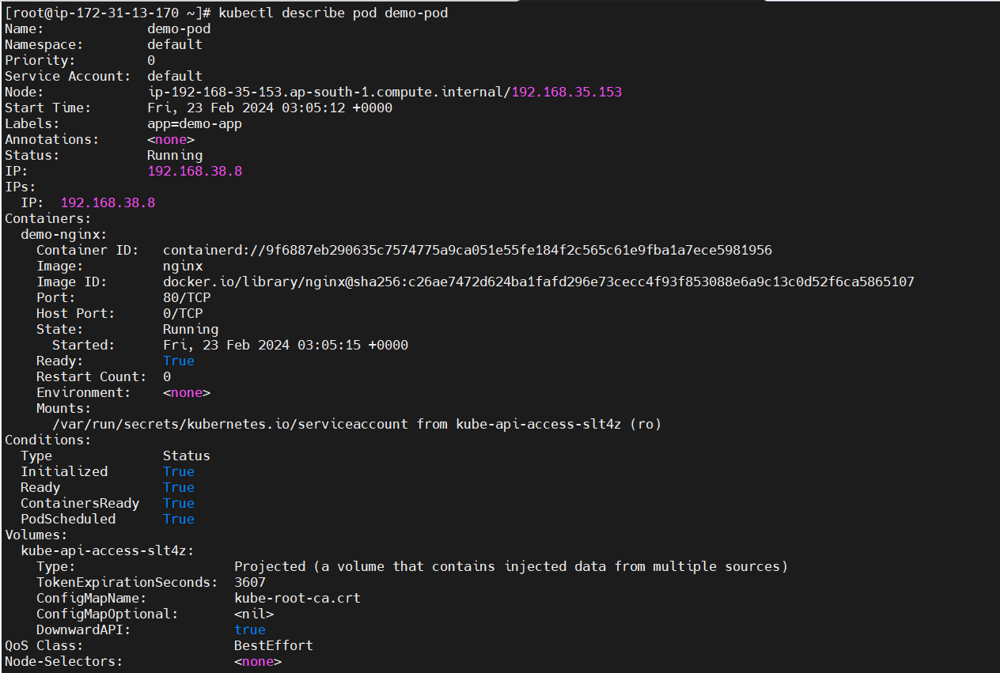 [root@ip-172-31-13-170 ~]# kubectl describe pod demo-pod
Name:             demo-pod
Namespace:        default
Priority:         0
Service Account:  default
Node:             ip-192-168-35-153.ap-south-1.compute.internal/192.168.35.153
Start Time:       Fri, 23 Feb 2024 03:05:12 +0000
Labels:           app=demo-app
Annotations:      <none>
Status:           Running
IP:               192.168.38.8
IPs:
  IP:  192.168.38.8
Containers:
  demo-nginx:
    Container ID:   containerd://9f6887eb290635c7574775a9ca051e55fe184f2c565c61e9fba1a7ece5981956
    Image:          nginx
    Image ID:       docker.io/library/nginx@sha256:c26ae7472d624ba1fafd296e73cecc4f93f853088e6a9c13c0d52f6ca5865107
    Port:           80/TCP
    Host Port:      0/TCP
    State:          Running
      Started:      Fri, 23 Feb 2024 03:05:15 +0000
    Ready:          True
    Restart Count:  0
    Environment:    <none>
    Mounts:
      /var/run/secrets/kubernetes.io/serviceaccount from kube-api-access-slt4z (ro)
Conditions:
  Type              Status
  Initialized       True
  Ready             True
  ContainersReady   True
  PodScheduled      True
Volumes:
  kube-api-access-slt4z:
    Type:                    Projected (a volume that contains injected data from multiple sources)
    TokenExpirationSeconds:  3607
    ConfigMapName:           kube-root-ca.crt
    ConfigMapOptional:       <nil>
    DownwardAPI:             true
QoS Class:                   BestEffort
Node-Selectors:              <none>